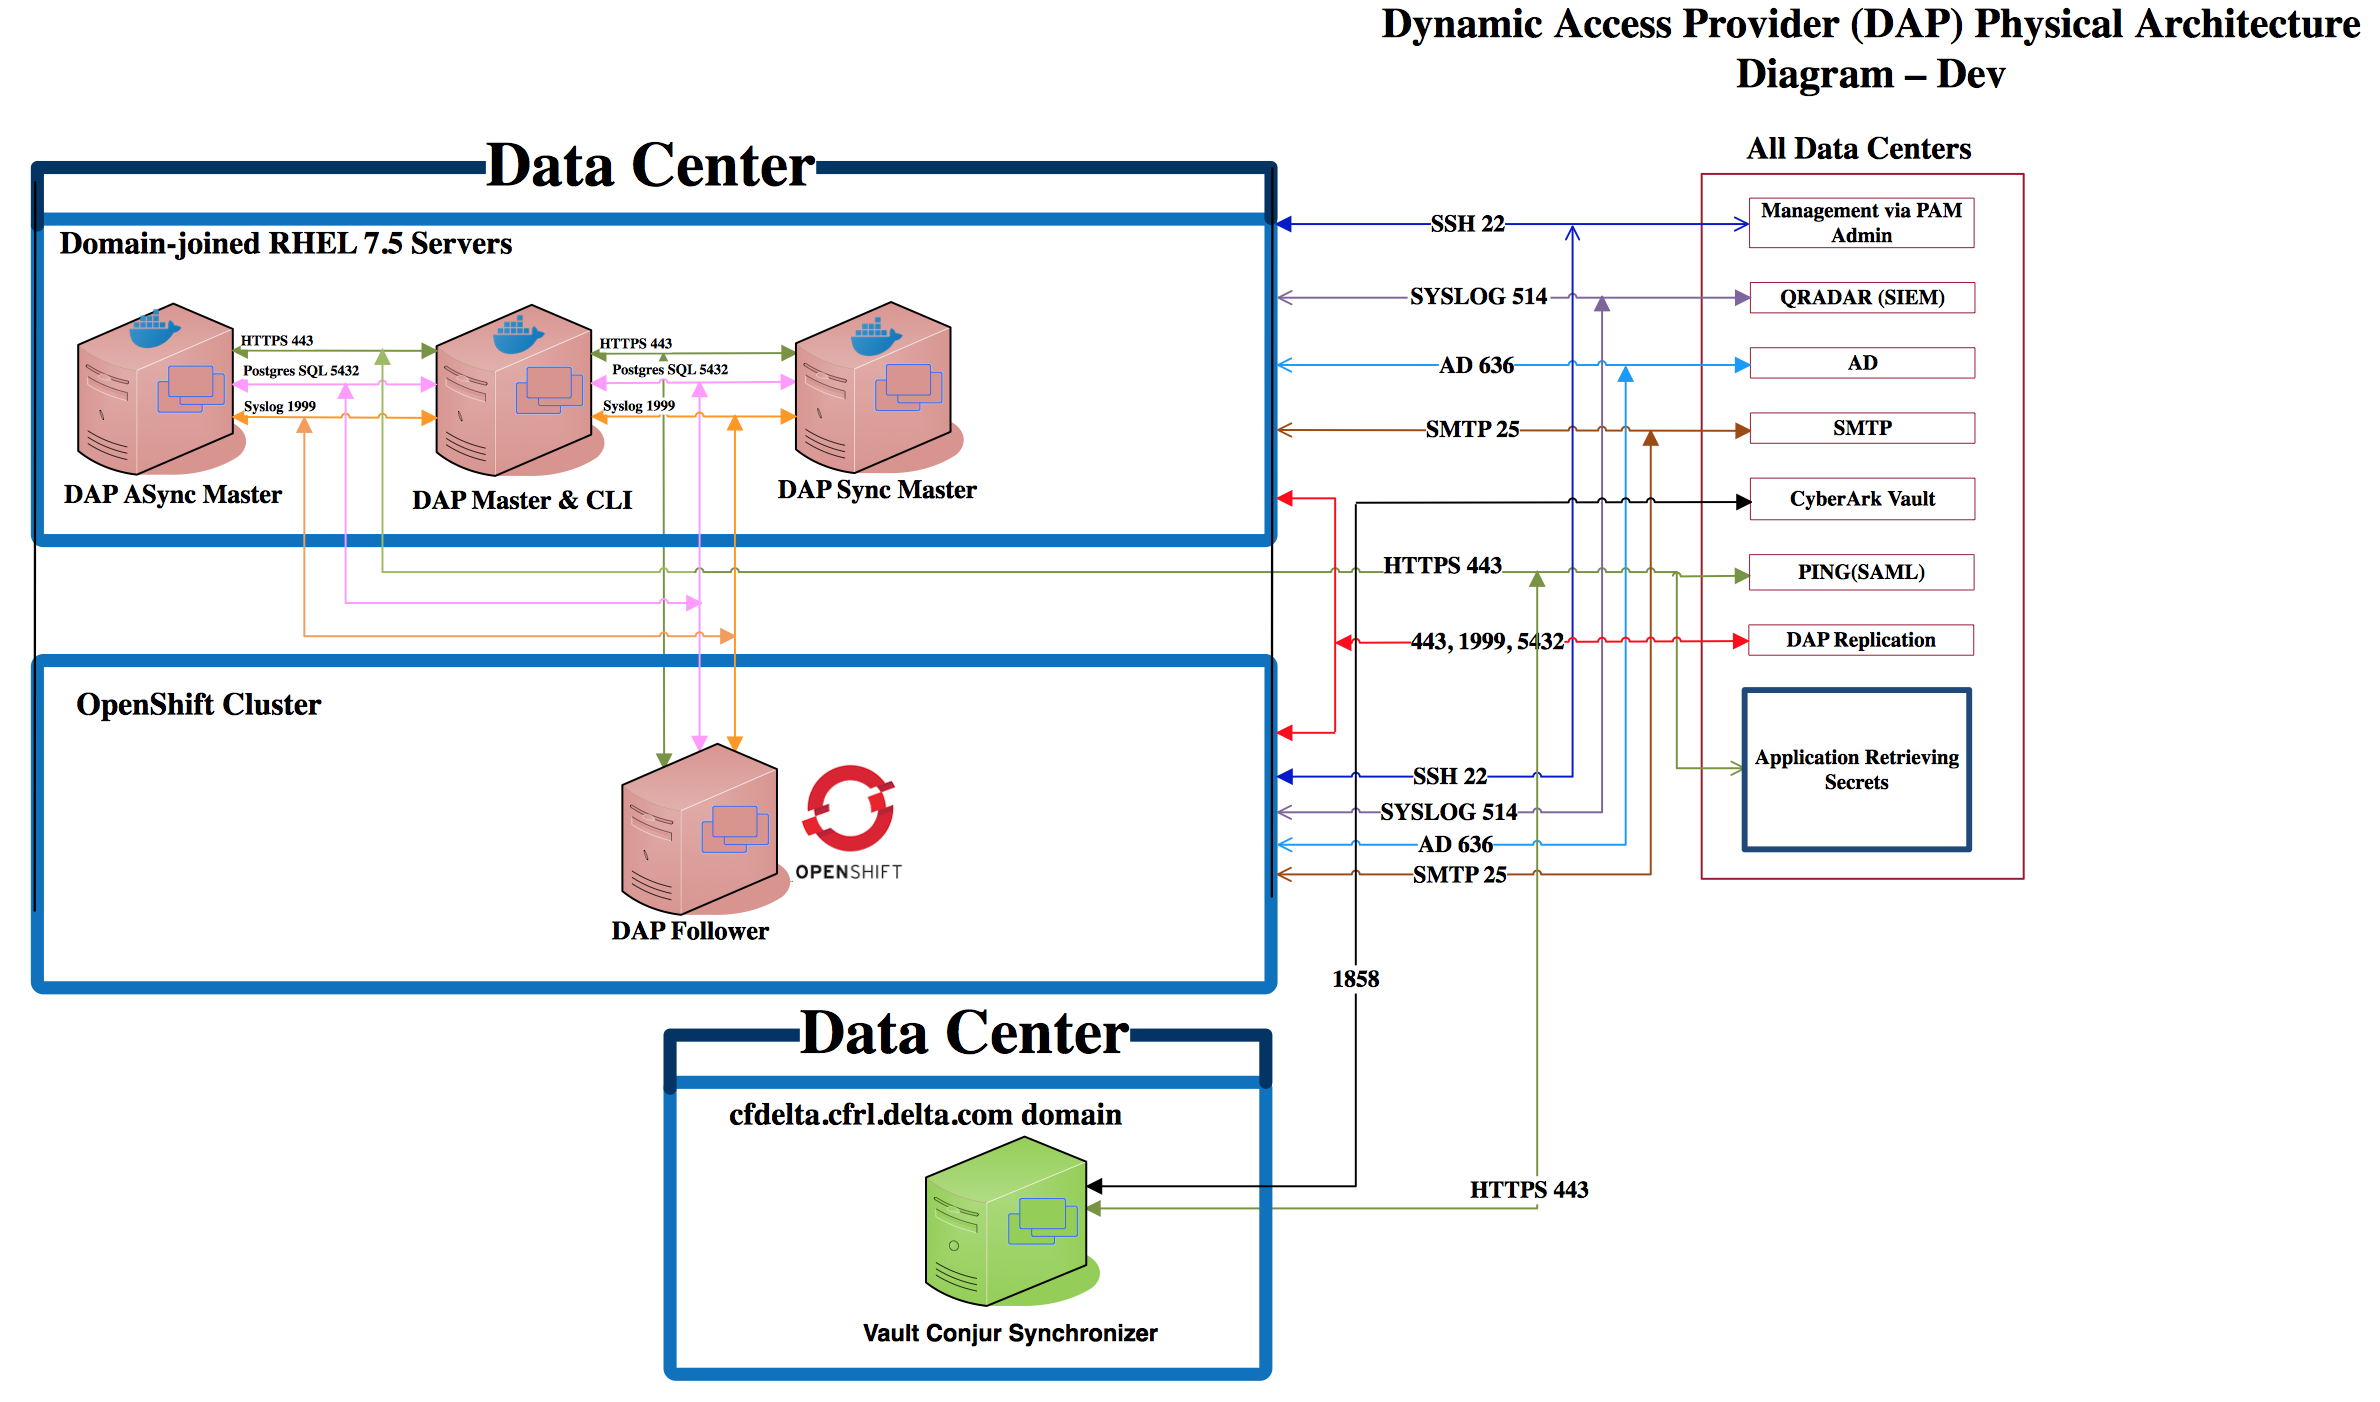 Dynamic Access Provider (DAP) Physical Architecture
Diagram – Dev
Data Center
Domain-joined RHEL 7.5 Servers
HTTPS 443
Postgres SQL 5432
Syslog 1999
HTTPS 443
Postgres SQL 5432
Syslog 1999
DAP ASync Master
DAP Master & CLI
DAP Sync Master
OpenShift Cluster
OPENSHIFT
DAP Follower
Data Center
cfdelta.cfrl.delta.com domain
Vault Conjur Synchronizer
SSH 22
SYSLOG 514
AD 636
SMTP 25
HTTPS 443
443, 1999, 5432
SSH 22
SYSLOG 514
AD 636
SMTP 25
1858
HTTPS 443
All Data Centers
Management via PAM
Admin
QRADAR (SIEM)
AD
SMTP
CyberArk Vault
PING(SAML)
DAP Replication
Application Retrieving
Secrets